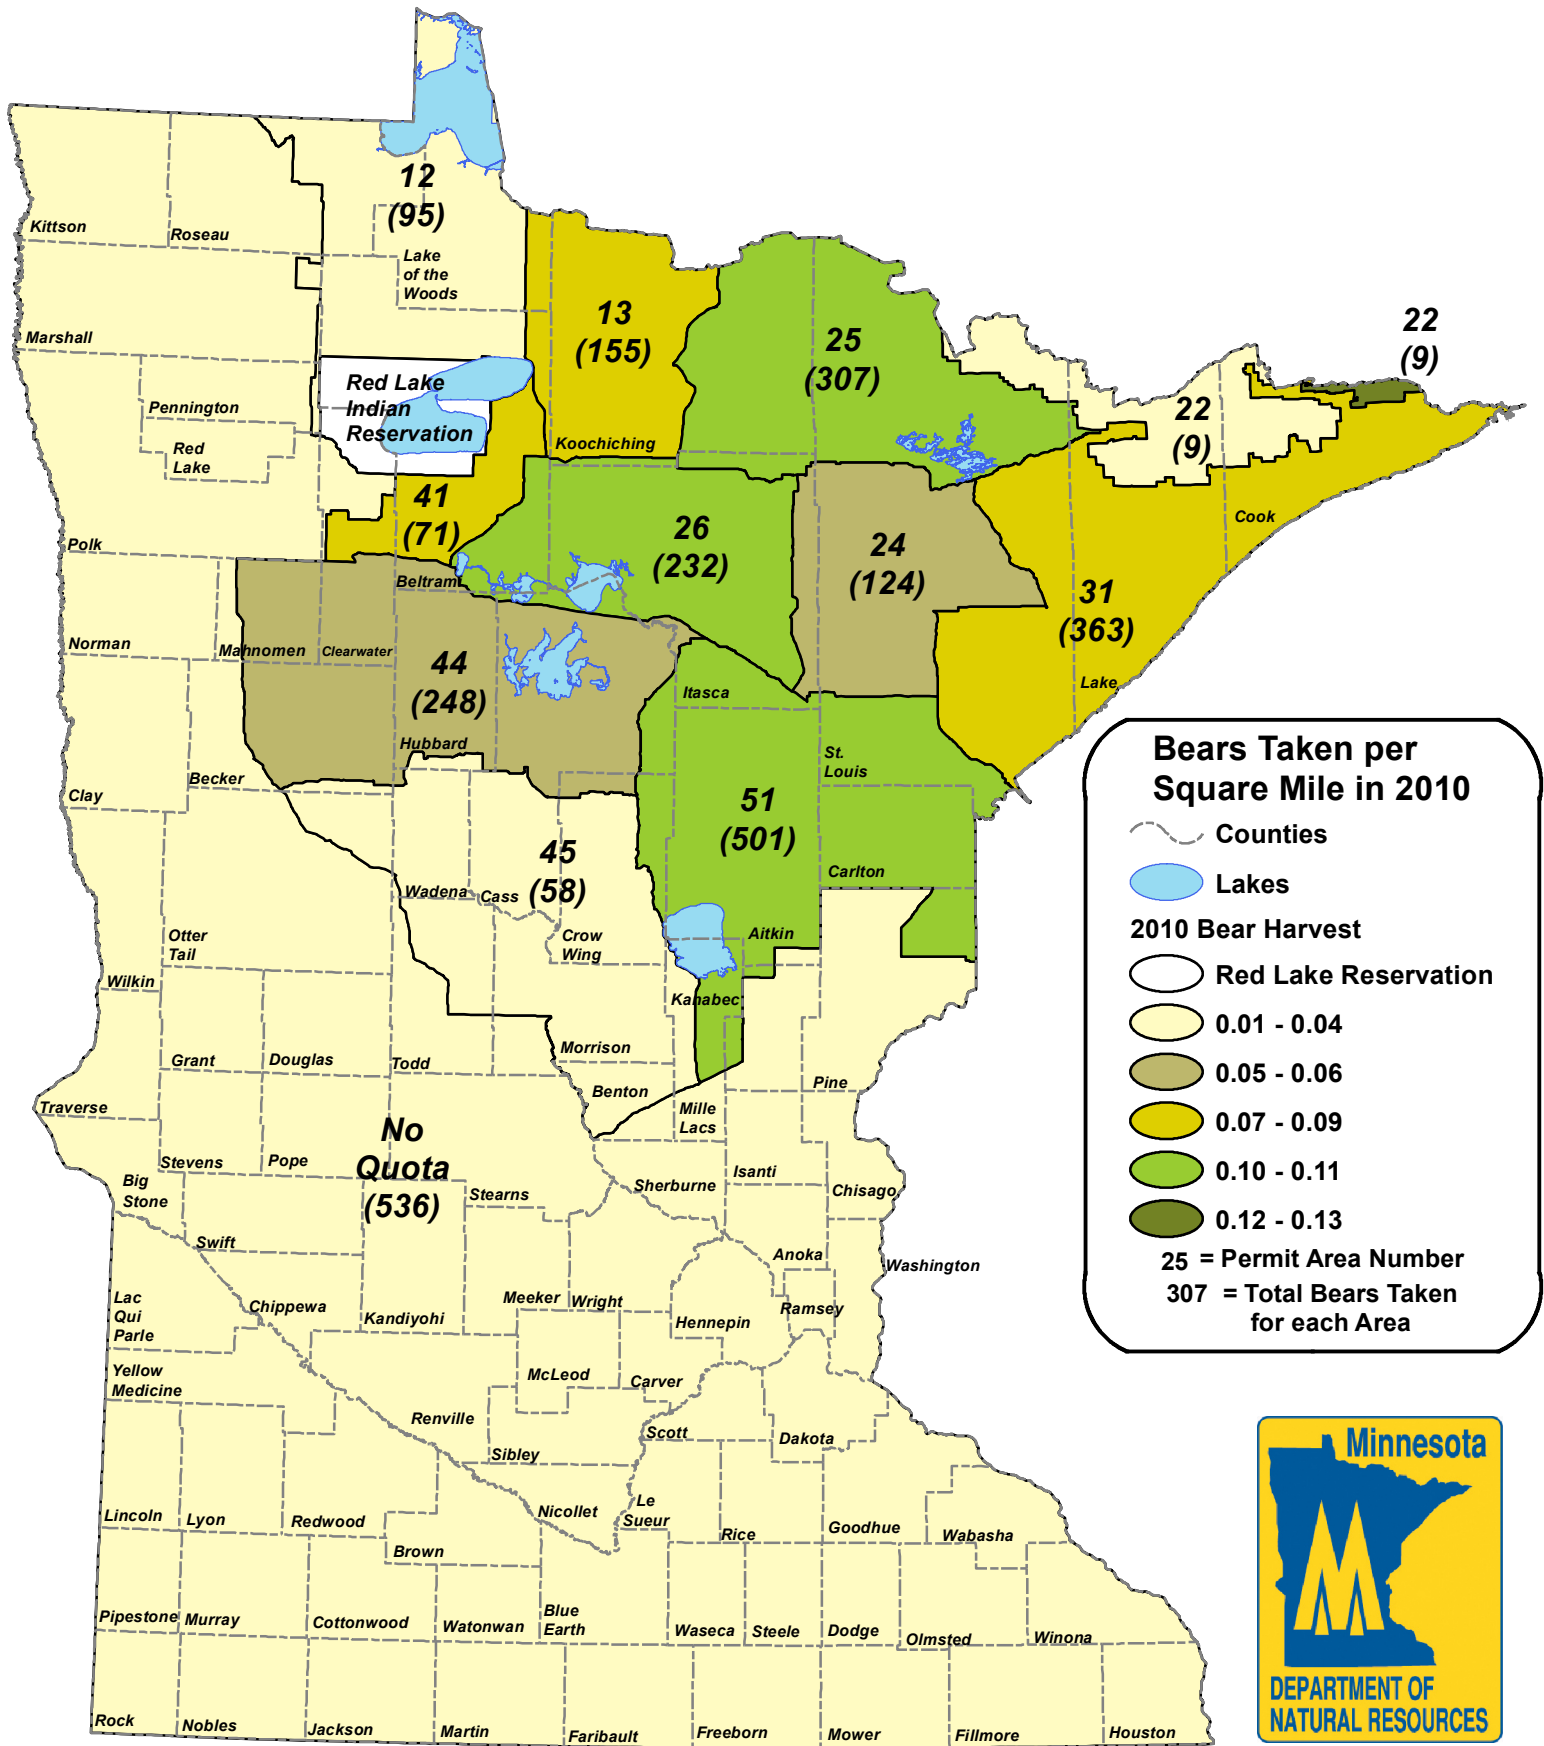 12
(95)
Kittson
Roseau
Lake
of the
Woods
13
(155)
25
(307)
22
(9)
Marshall
Red Lake
Indian
Reservation
22
(9)
Pennington
Red
Lake
Koochiching
41
(71)
26
(232)
24
(124)
Cook
Polk
Beltrami
31
(363)
Norman
Mahnomen
Clearwater
44
(248)
Itasca
Lake
Hubbard
St.
Louis
Becker
Clay
51
(501)
45
(58)
Carlton
Wadena
Cass
Otter
Tail
Crow
Wing
Aitkin
Wilkin
Kanabec
Grant
Douglas
Todd
Morrison
Benton
Pine
Traverse
Mille
Lacs
No
Quota
(536)
Stevens
Pope
Big
Stone
Stearns
Isanti
Sherburne
Chisago
Swift
Anoka
Washington
Lac
Qui
Parle
Chippewa
Kandiyohi
Meeker
Wright
Hennepin
Ramsey
Yellow
Medicine
McLeod
Carver
Renville
Scott
Dakota
Sibley
Lincoln
Lyon
Redwood
Nicollet
Le
Sueur
Rice
Goodhue
Wabasha
Brown
Pipestone
Murray
Cottonwood
Watonwan
Blue
Earth
Waseca
Steele
Dodge
Olmsted
Winona
Rock
Nobles
Jackson
Martin
Faribault
Freeborn
Mower
Fillmore
Houston
Bears Taken per
Square Mile in 2010
Counties
Lakes
2010 Bear Harvest
Red Lake Reservation
0.01 - 0.04
0.05 - 0.06
0.07 - 0.09
0.10 - 0.11
0.12 - 0.13
25 = Permit Area Number
307 = Total Bears Taken
for each Area
Minnesota
DEPARTMENT OF
NATURAL RESOURCES